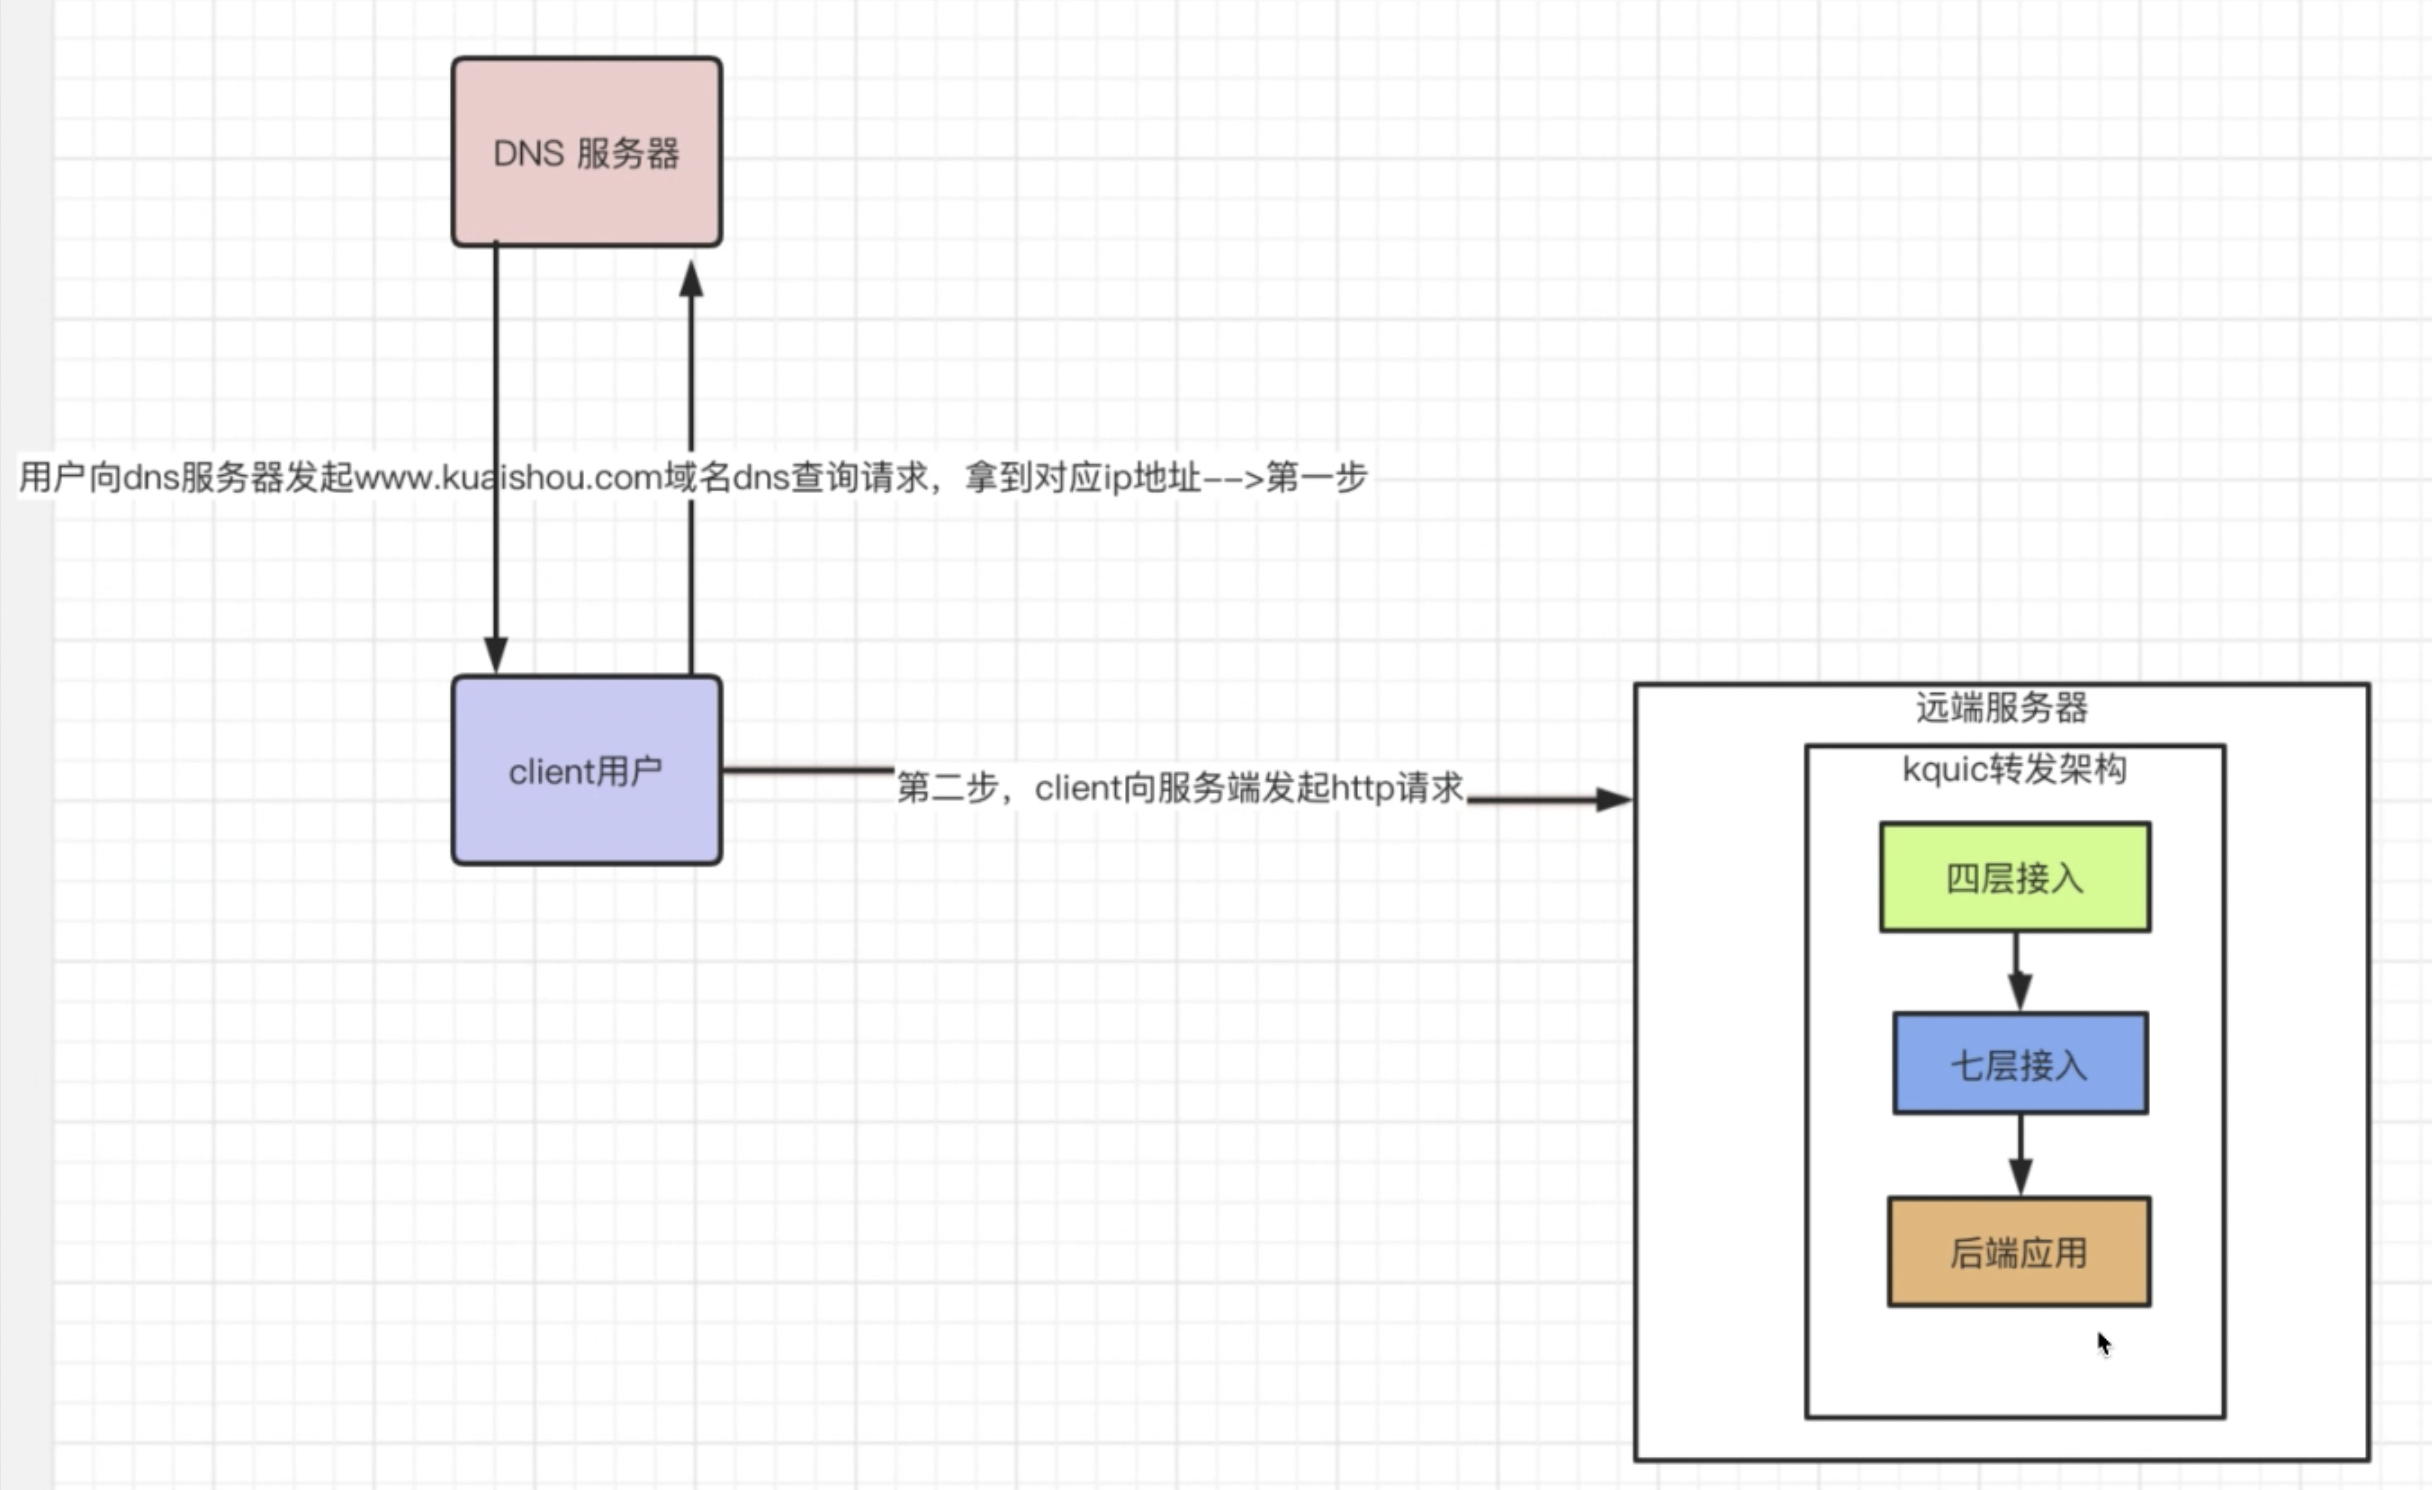 DNS 服务器
用户向dns服务器发起www.kuaishou.com域名dns查询请求，拿到对应ip地址-->第一步
client用户
第二步，client向服务端发起http请求
远端服务器
kquic转发架构
四层接入
七层接入
后端应用